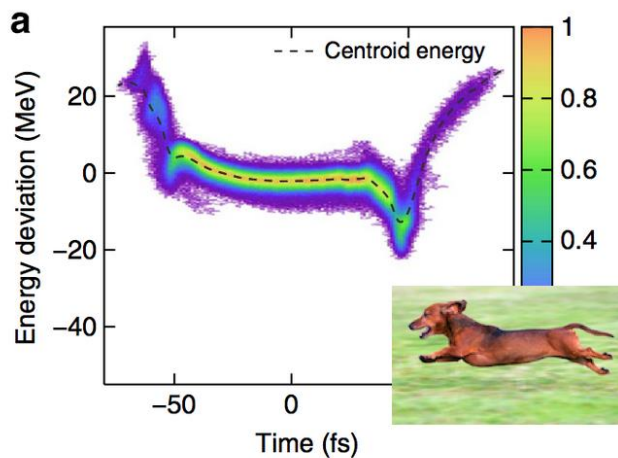 a
Centroid energy
Energy deviation (MeV)
20
0
−20
−40
−50
0
Time (fs)
1
0.8
0.6
0.4